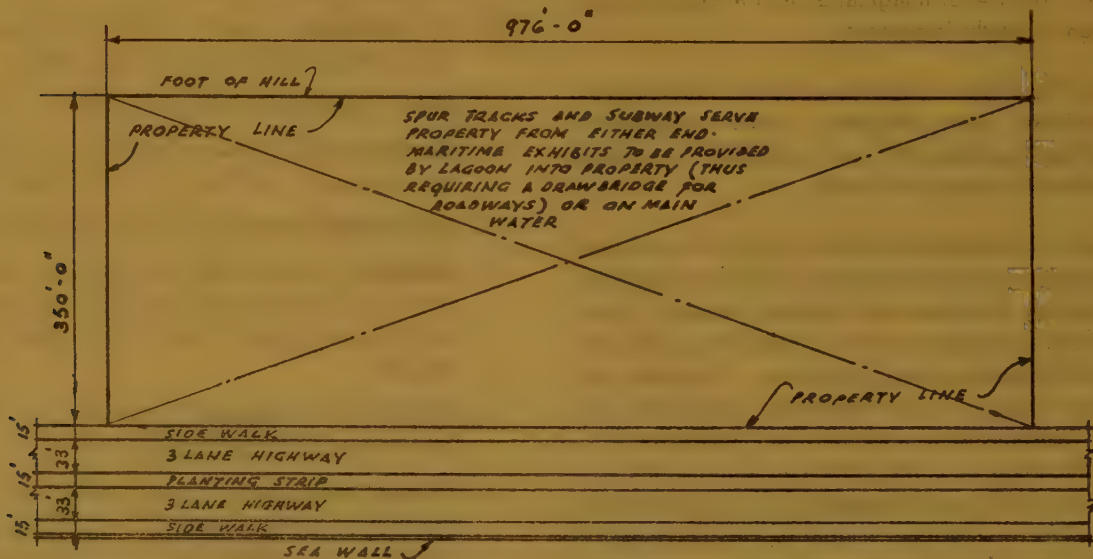 976'-0"
FOOT OF HILL
PROPERTY LINE
SPUR TRACKS AND SUBWAY SERVE
PROPERTY FROM EITHER END.
MARITIME EXHIBITS TO BE PROVIDED
BY LAGOON INTO PROPERTY (THUS
REQUIRING A DRAWBRIDGE FOR
ROADWAYS) OR ON MAIN
WATER
350'-0"
PROPERTY LINE
15'
SIDE WALK
33'
3 LANE HIGHWAY
15'
PLANTING STRIP
33'
3 LANE HIGHWAY
15'
SIDE WALK
SEA WALL